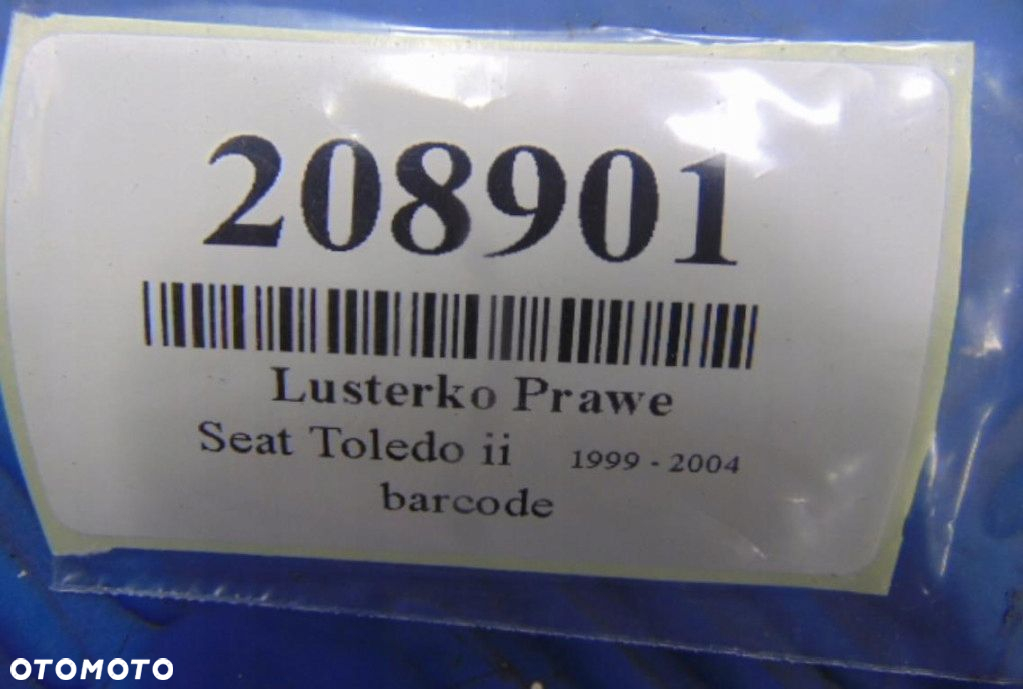 208901
Lusterko Prawe
Seat Toledo ii 1999 - 2004
barcode
OTOMOTO